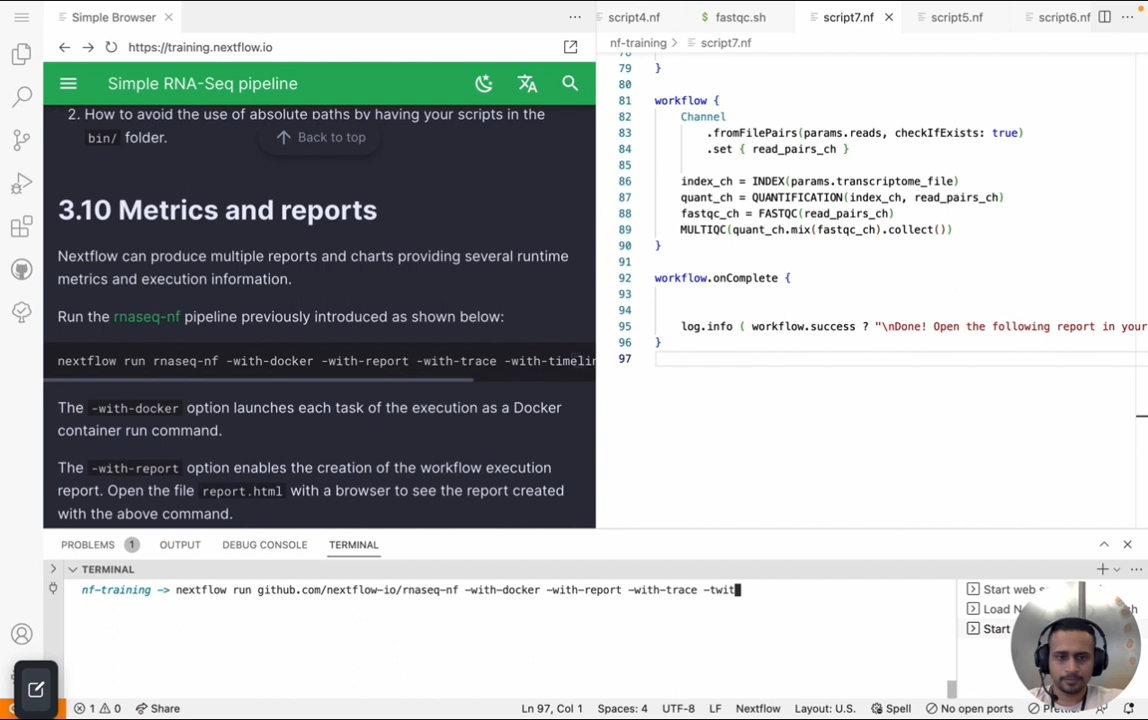 Simple Browser
https://training.nextflow.io
Simple RNA-Seq pipeline
2. How to avoid the use of absolute paths by having your scripts in the
bin/ folder.
Back to top
3.10 Metrics and reports
Nextflow can produce multiple reports and charts providing several runtime
metrics and execution information.
Run the rnaseq-nf pipeline previously introduced as shown below:
nextflow run rnaseq-nf -with-docker -with-report -with-trace -with-timelin
The -with-docker option launches each task of the execution as a Docker
container run command.
The -with-report option enables the creation of the workflow execution
report. Open the file report.html with a browser to see the report created
with the above command.
script4.nf
$ fastqc.sh
script7.nf
script5.nf
script6.nf
nf-training > script7.nf
78
79 }
80
81 workflow {
82 Channel
83 .fromFilePairs(params.reads, checkIfExists: true)
84 .set { read_pairs_ch }
85
86 index_ch = INDEX(params.transcriptome_file)
87 quant_ch = QUANTIFICATION(index_ch, read_pairs_ch)
88 fastqc_ch = FASTQC(read_pairs_ch)
89 MULTIQC(quant_ch.mix(fastqc_ch).collect())
90 }
91
92 workflow.onComplete {
93
94
95 log.info ( workflow.success ? "\nDone! Open the following report in your
96 }
97
PROBLEMS 1 OUTPUT DEBUG CONSOLE TERMINAL
TERMINAL
nf-training -> nextflow run github.com/nextflow-io/rnaseq-nf -with-docker -with-report -with-trace -twit
Start web s
Load N
Start
1 0 Share
Ln 97, Col 1 Spaces: 4 UTF-8 LF Nextflow Layout: U.S. Spell No open ports